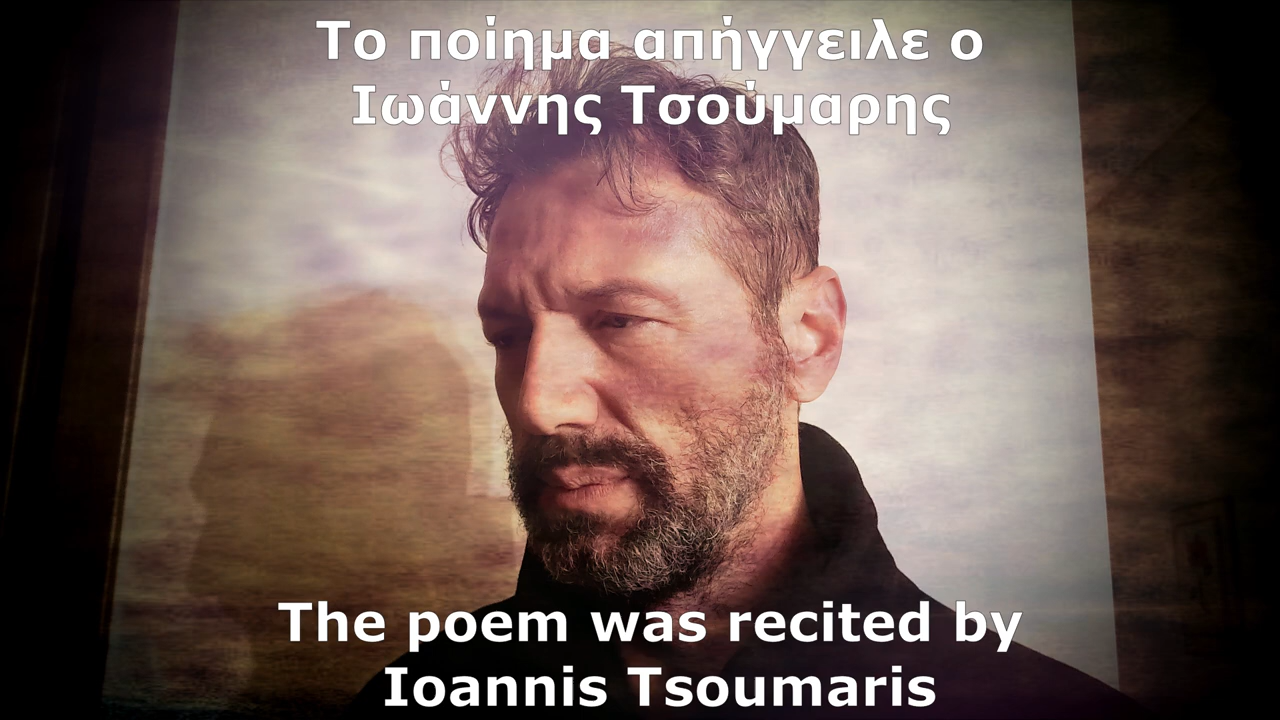 Το ποίημα απήγγειλε ο
Ιωάννης Τσούμαρης
The poem was recited by
Ioannis Tsoumaris